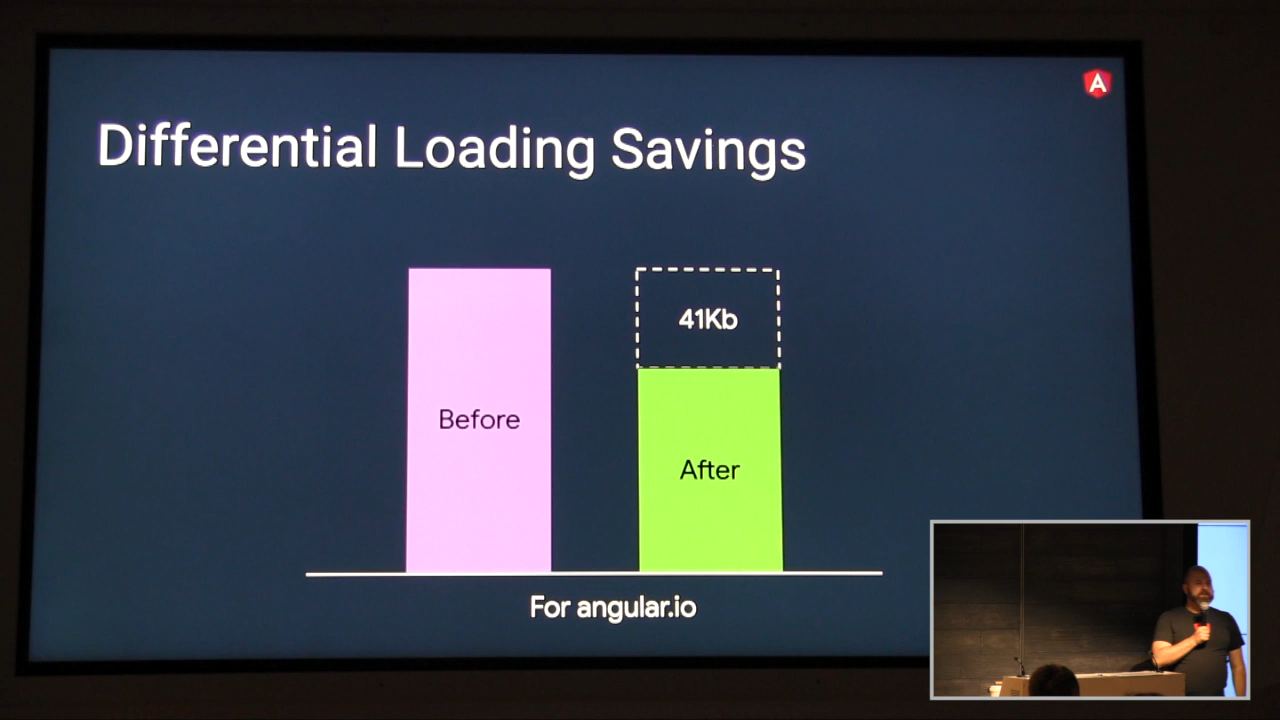 A
Differential Loading Savings
41Kb
Before
After
For angular.io